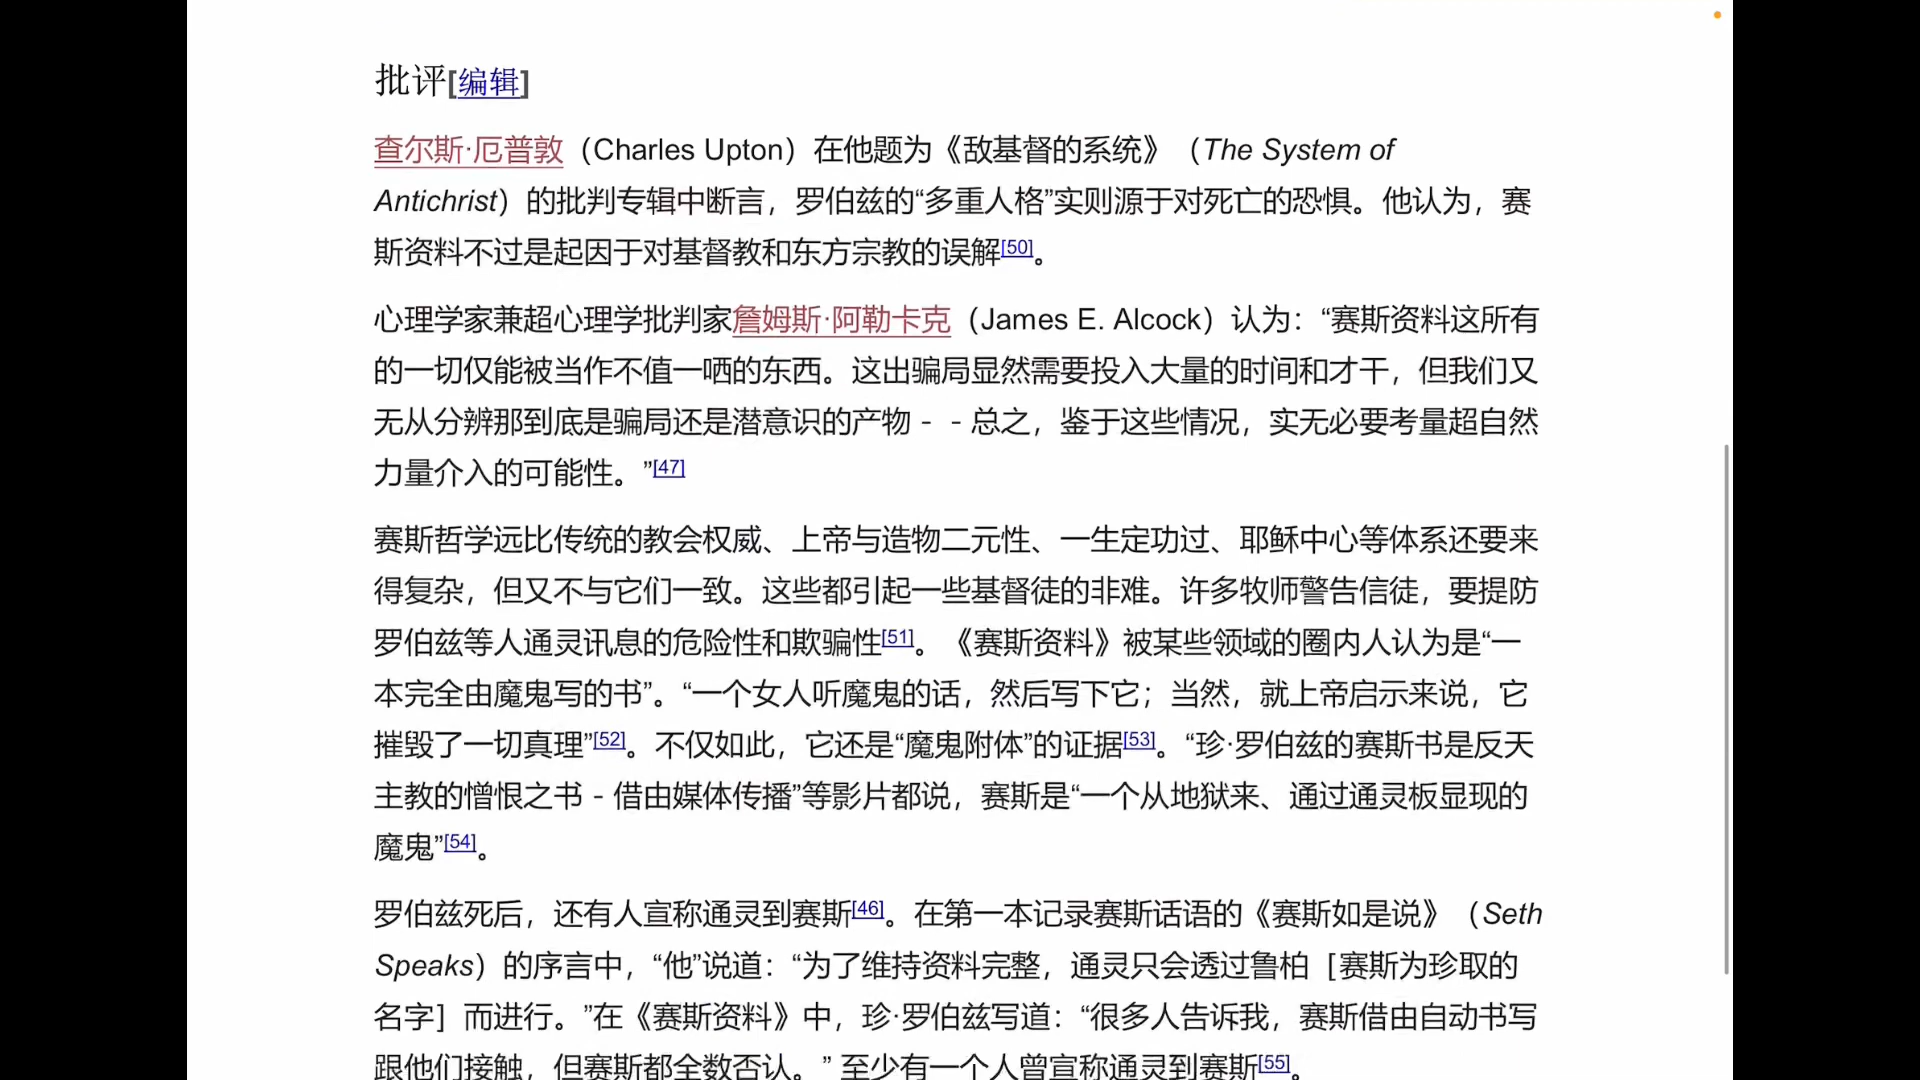 批评[编辑]
查尔斯·厄普敦（Charles Upton）在他题为《敌基督的系统》（The System of
Antichrist）的批判专辑中断言，罗伯兹的“多重人格”实则源于对死亡的恐惧。他认为，赛
斯资料不过是起因于对基督教和东方宗教的误解[50]。
心理学家兼超心理学批判家詹姆斯·阿勒卡克（James E. Alcock）认为：“赛斯资料这所有
的一切仅能被当作不值一哂的东西。这出骗局显然需要投入大量的时间和才干，但我们又
无从分辨那到底是骗局还是潜意识的产物－－总之，鉴于这些情况，实无必要考量超自然
力量介入的可能性。”[47]
赛斯哲学远比传统的教会权威、上帝与造物二元性、一生定功过、耶稣中心等体系还要来
得复杂，但又不与它们一致。这些都引起一些基督徒的非难。许多牧师警告信徒，要提防
罗伯兹等人通灵讯息的危险性和欺骗性[51]。《赛斯资料》被某些领域的圈内人认为是“一
本完全由魔鬼写的书”。“一个女人听魔鬼的话，然后写下它；当然，就上帝启示来说，它
摧毁了一切真理”[52]。不仅如此，它还是“魔鬼附体”的证据[53]。“珍·罗伯兹的赛斯书是反天
主教的憎恨之书－借由媒体传播”等影片都说，赛斯是“一个从地狱来、通过通灵板显现的
魔鬼”[54]。
罗伯兹死后，还有人宣称通灵到赛斯[46]。在第一本记录赛斯话语的《赛斯如是说》（Seth
Speaks）的序言中，“他”说道：“为了维持资料完整，通灵只会透过鲁柏［赛斯为珍取的
名字］而进行。”在《赛斯资料》中，珍·罗伯兹写道：“很多人告诉我，赛斯借由自动书写
跟他们接触，但赛斯都全数否认。” 至少有一个人曾宣称通灵到赛斯[55]。